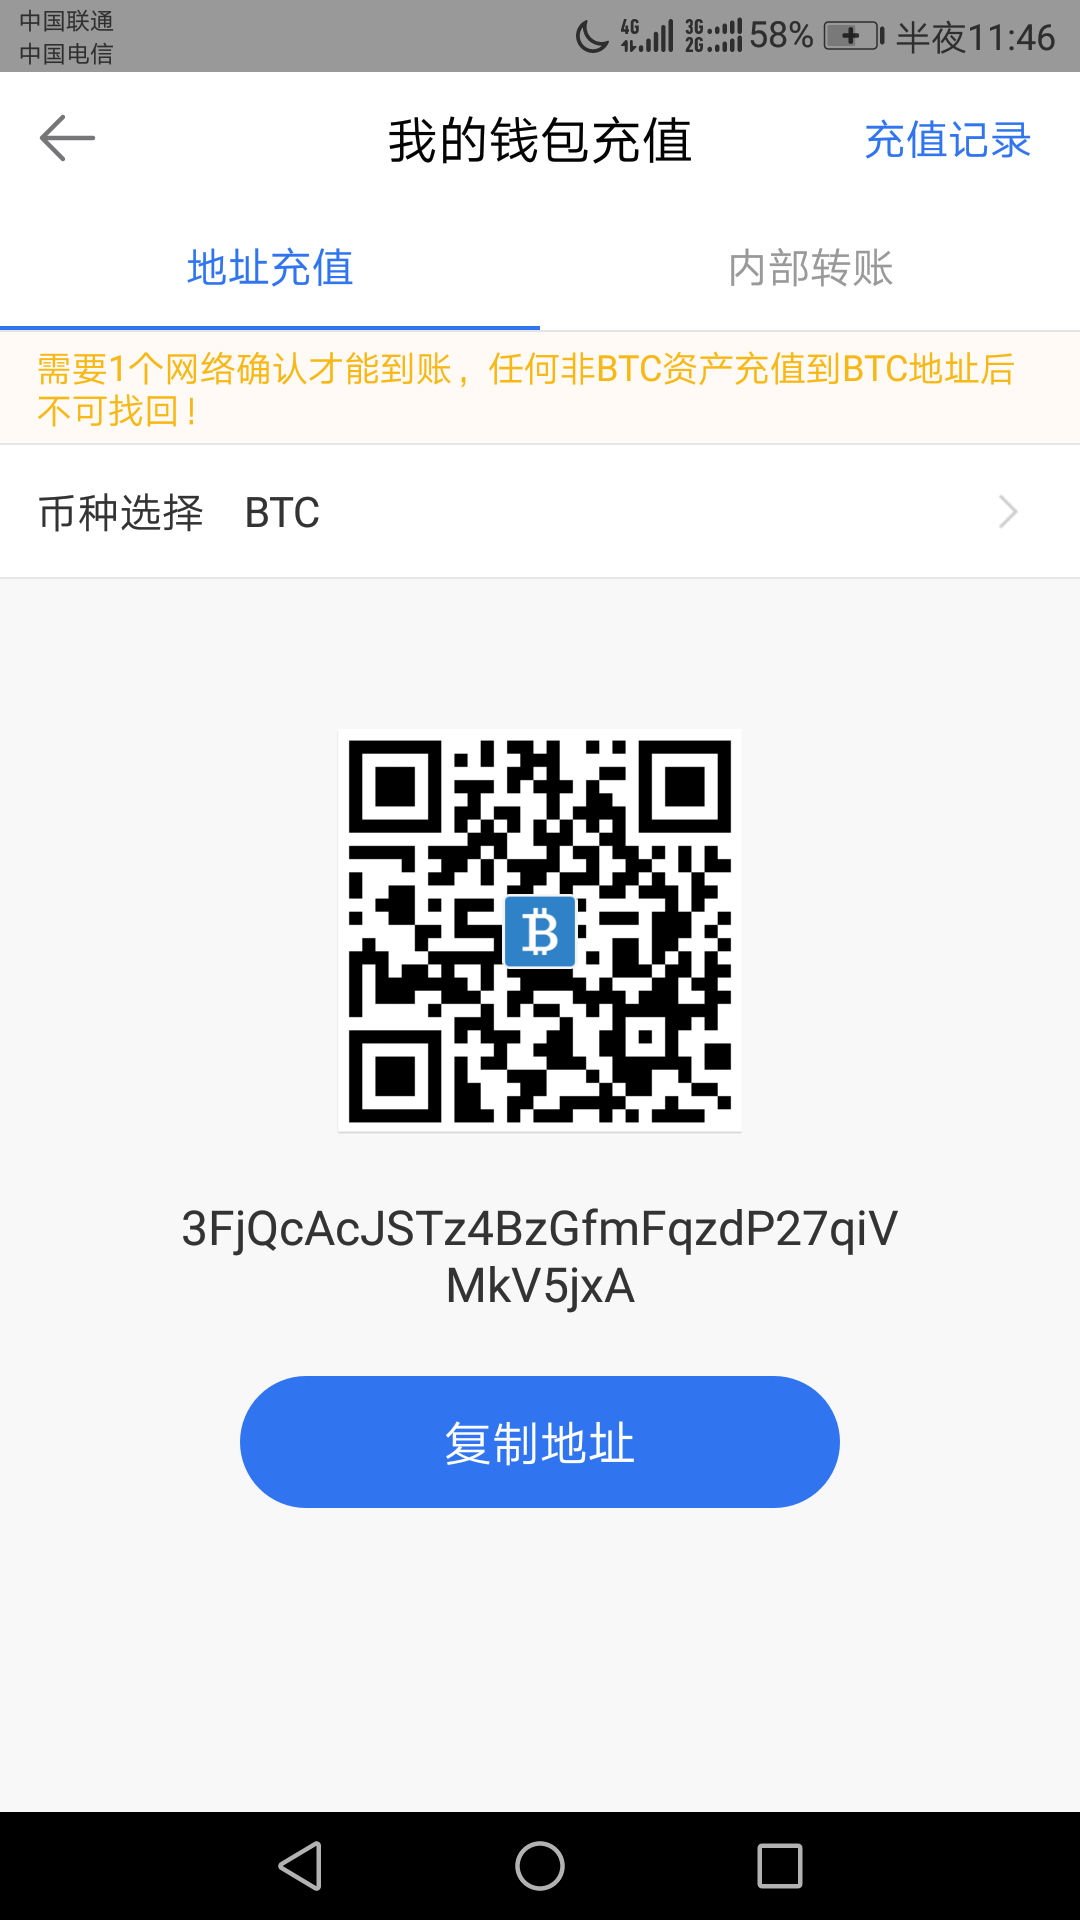 中国联通
中国电信
4G 3G 2G 58% 半夜11:46
我的钱包充值 充值记录
地址充值 内部转账
需要1个网络确认才能到账，任何非BTC资产充值到BTC地址后
不可找回！
币种选择 BTC
3FjQcAcJSTz4BzGfmFqzdP27qiV
MkV5jxA
复制地址